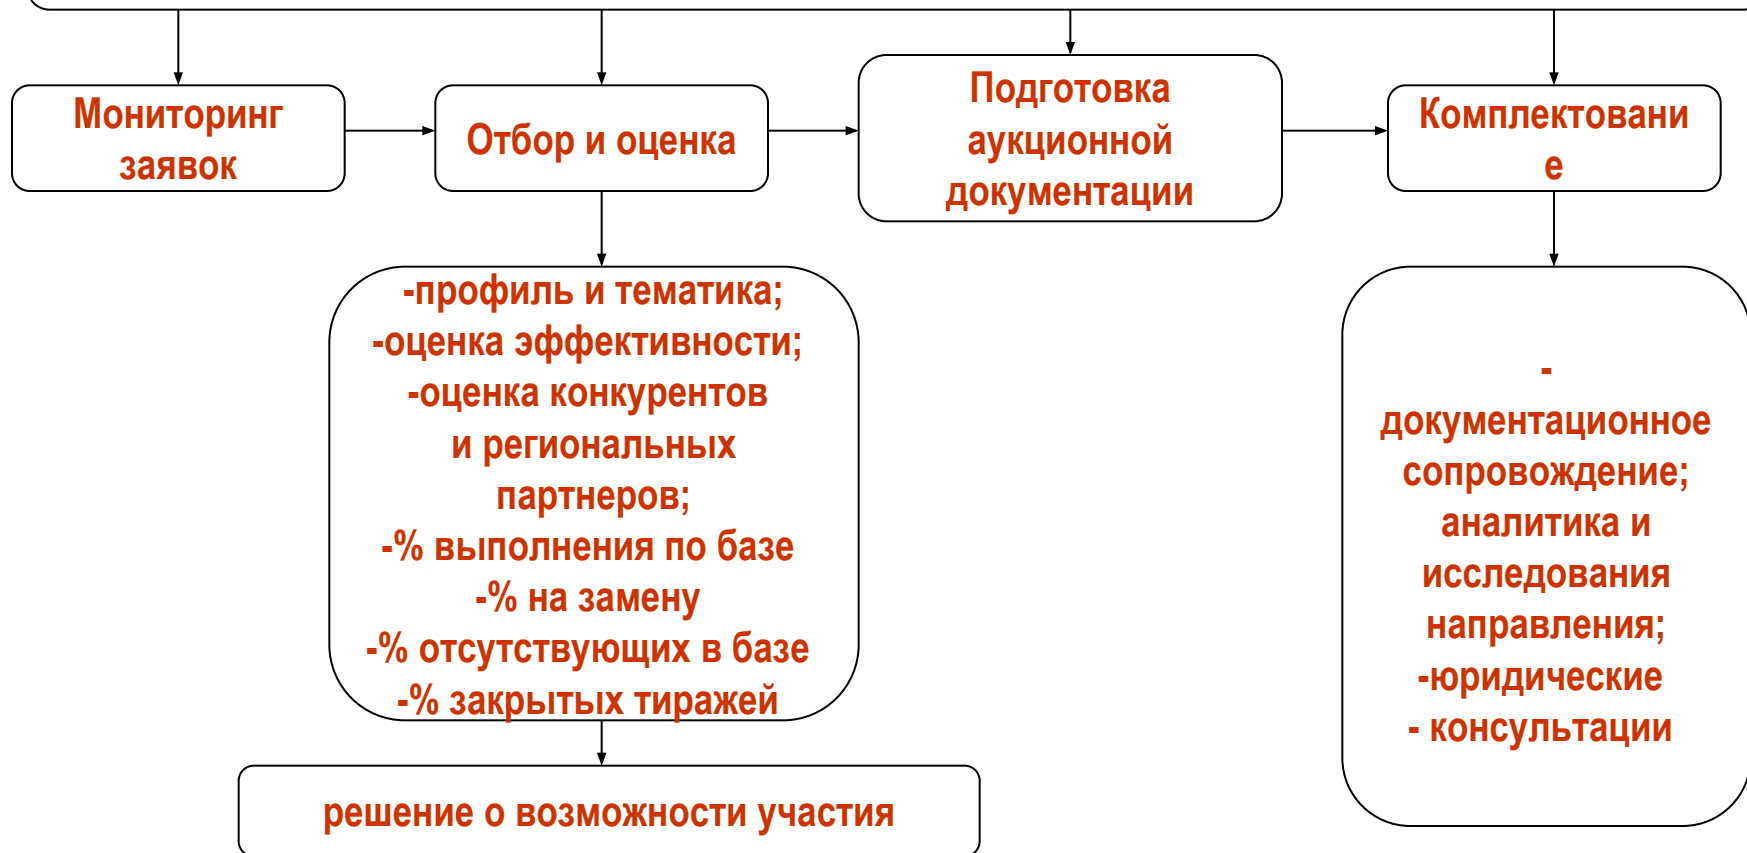 Мониторинг
заявок
Отбор и оценка
Подготовка
аукционной
документации
Комплектовани
е
-профиль и тематика;
-оценка эффективности;
-оценка конкурентов
и региональных
партнеров;
-% выполнения по базе
-% на замену
-% отсутствующих в базе
-% закрытых тиражей
-
документационное
сопровождение;
аналитика и
исследования
направления;
-юридические
- консультации
решение о возможности участия